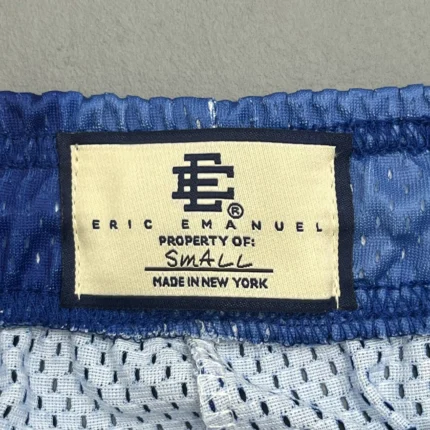 EE®
ERIC EMANUEL
PROPERTY OF:
SMALL
MADE IN NEW YORK